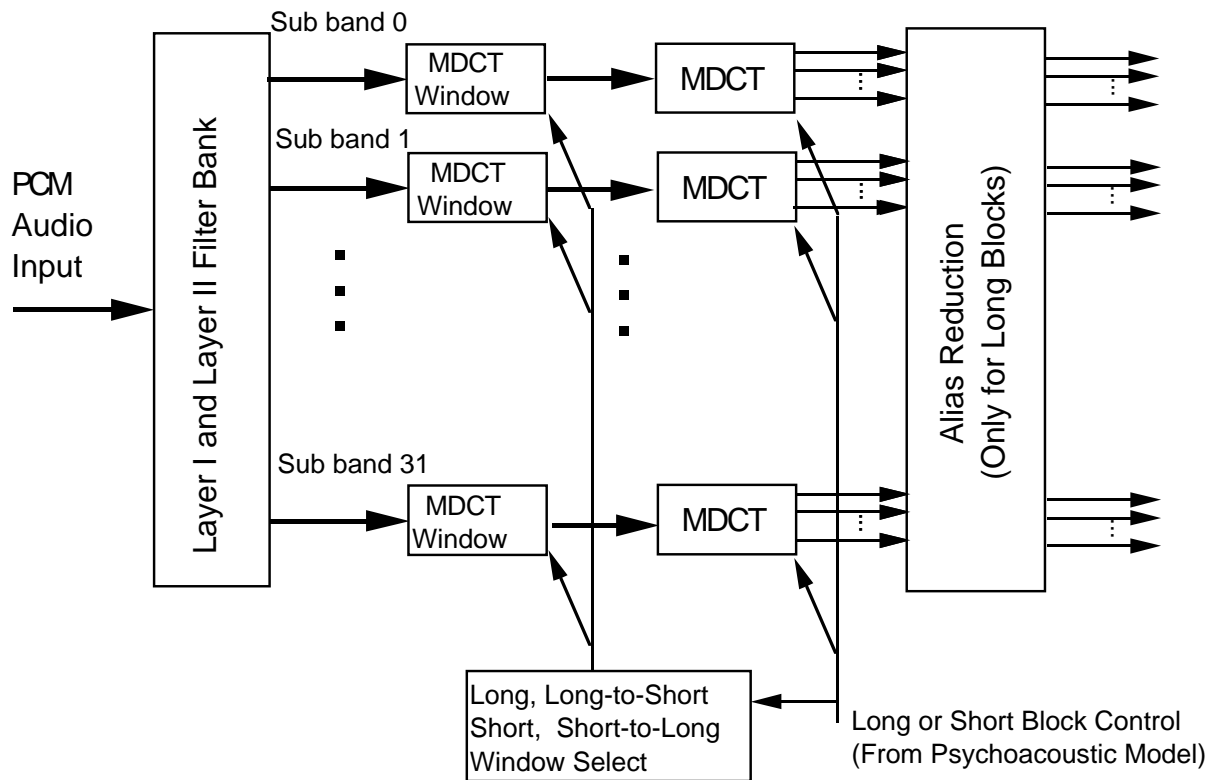 Sub band 0
MDCT
Window
MDCT
Sub band 1
MDCT
Window
MDCT
PCM
Audio
Input
Layer I and Layer II Filter Bank
Alias Reduction
(Only for Long Blocks)
Sub band 31
MDCT
Window
MDCT
Long, Long-to-Short
Short, Short-to-Long
Window Select
Long or Short Block Control
(From Psychoacoustic Model)